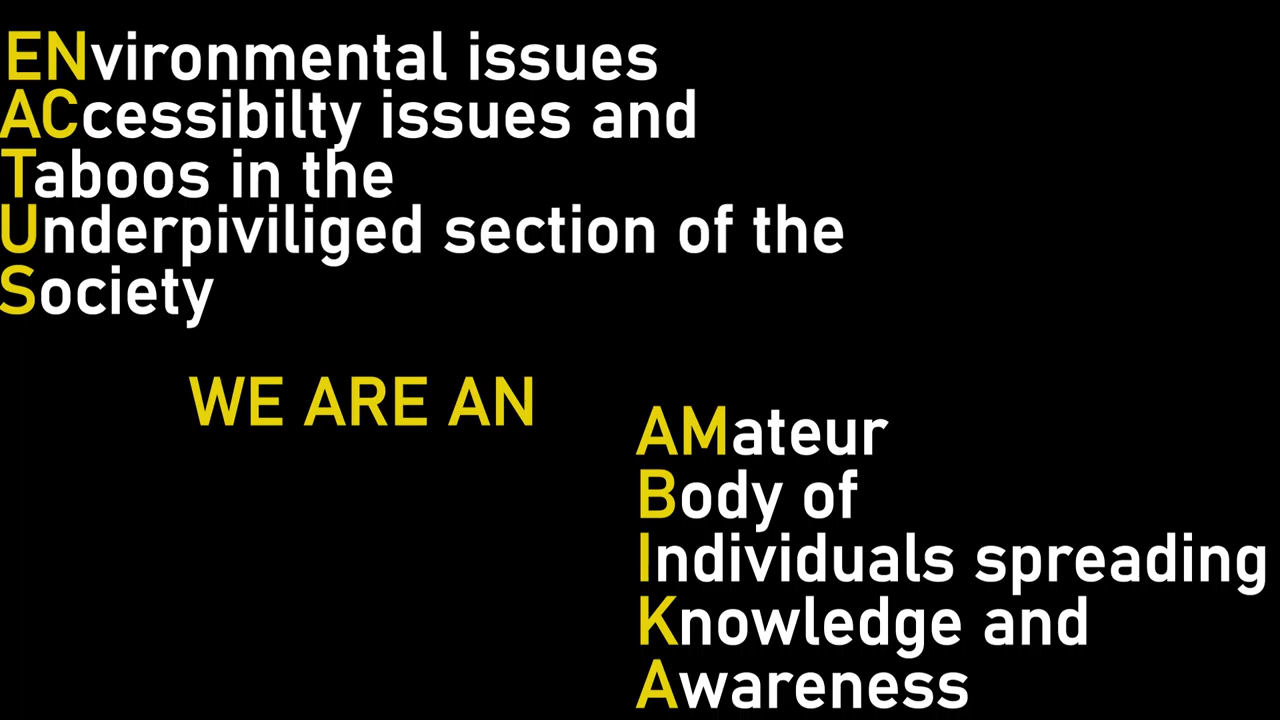 ENvironmental issues
ACcessibilty issues and
Taboos in the
Underpiviliged section of the
Society
WE ARE AN
AMateur
Body of
Individuals spreading
Knowledge and
Awareness